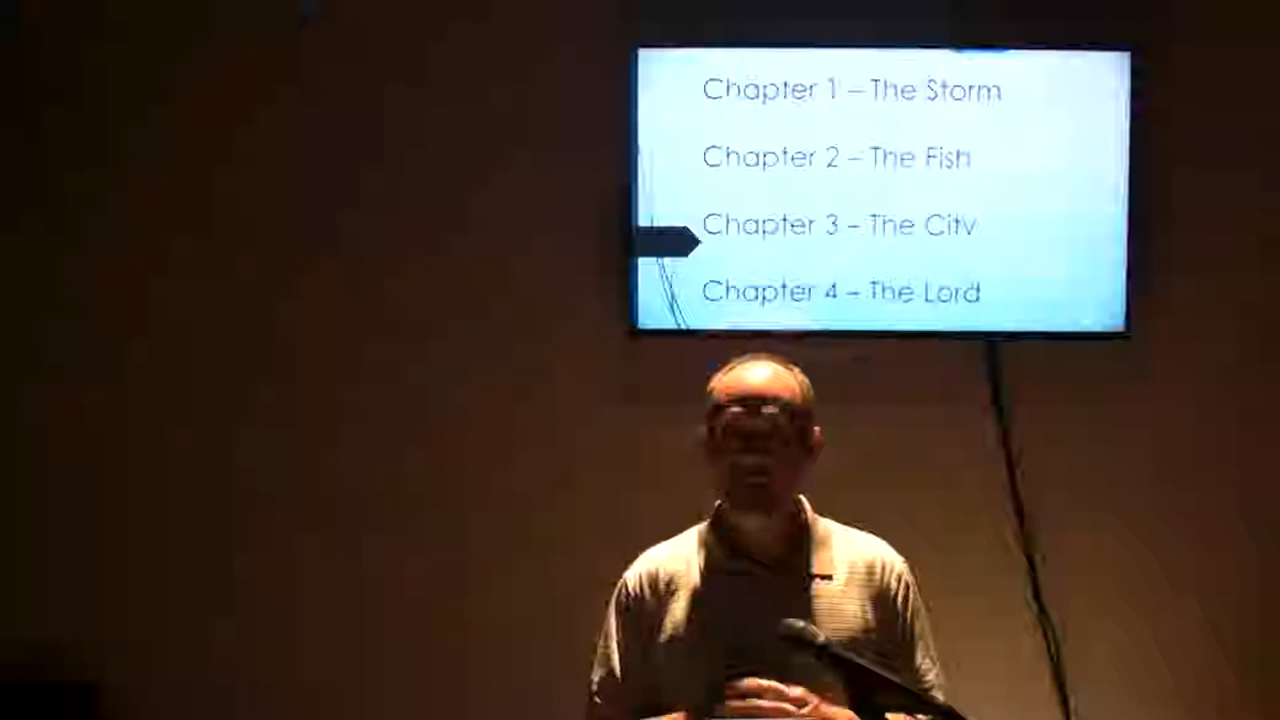 Chapter 1 – The Storm
Chapter 2 – The Fish
Chapter 3 – The City
Chapter 4 – The Lord